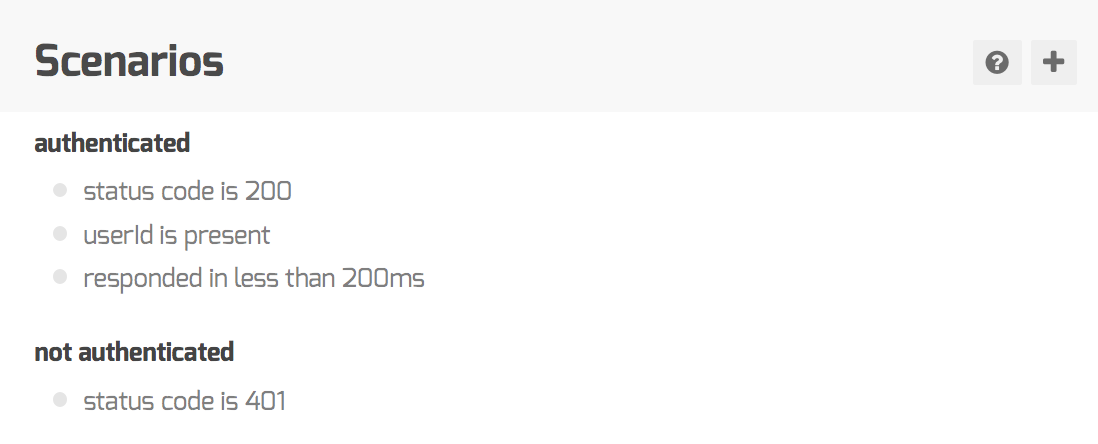 Scenarios
authenticated
status code is 200
userId is present
responded in less than 200ms
not authenticated
status code is 401